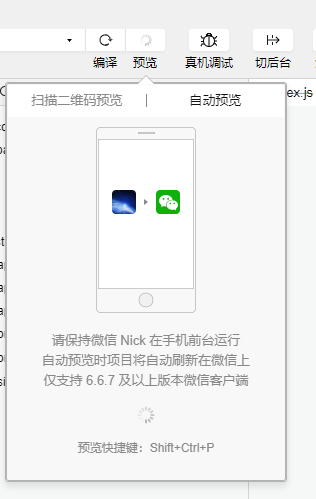 编译 预览 真机调试 切后台
扫描二维码预览 | 自动预览
ex.js
请保持微信 Nick 在手机前台运行
自动预览时项目将自动刷新在微信上
仅支持 6.6.7 及以上版本微信客户端
预览快捷键：Shift+Ctrl+P